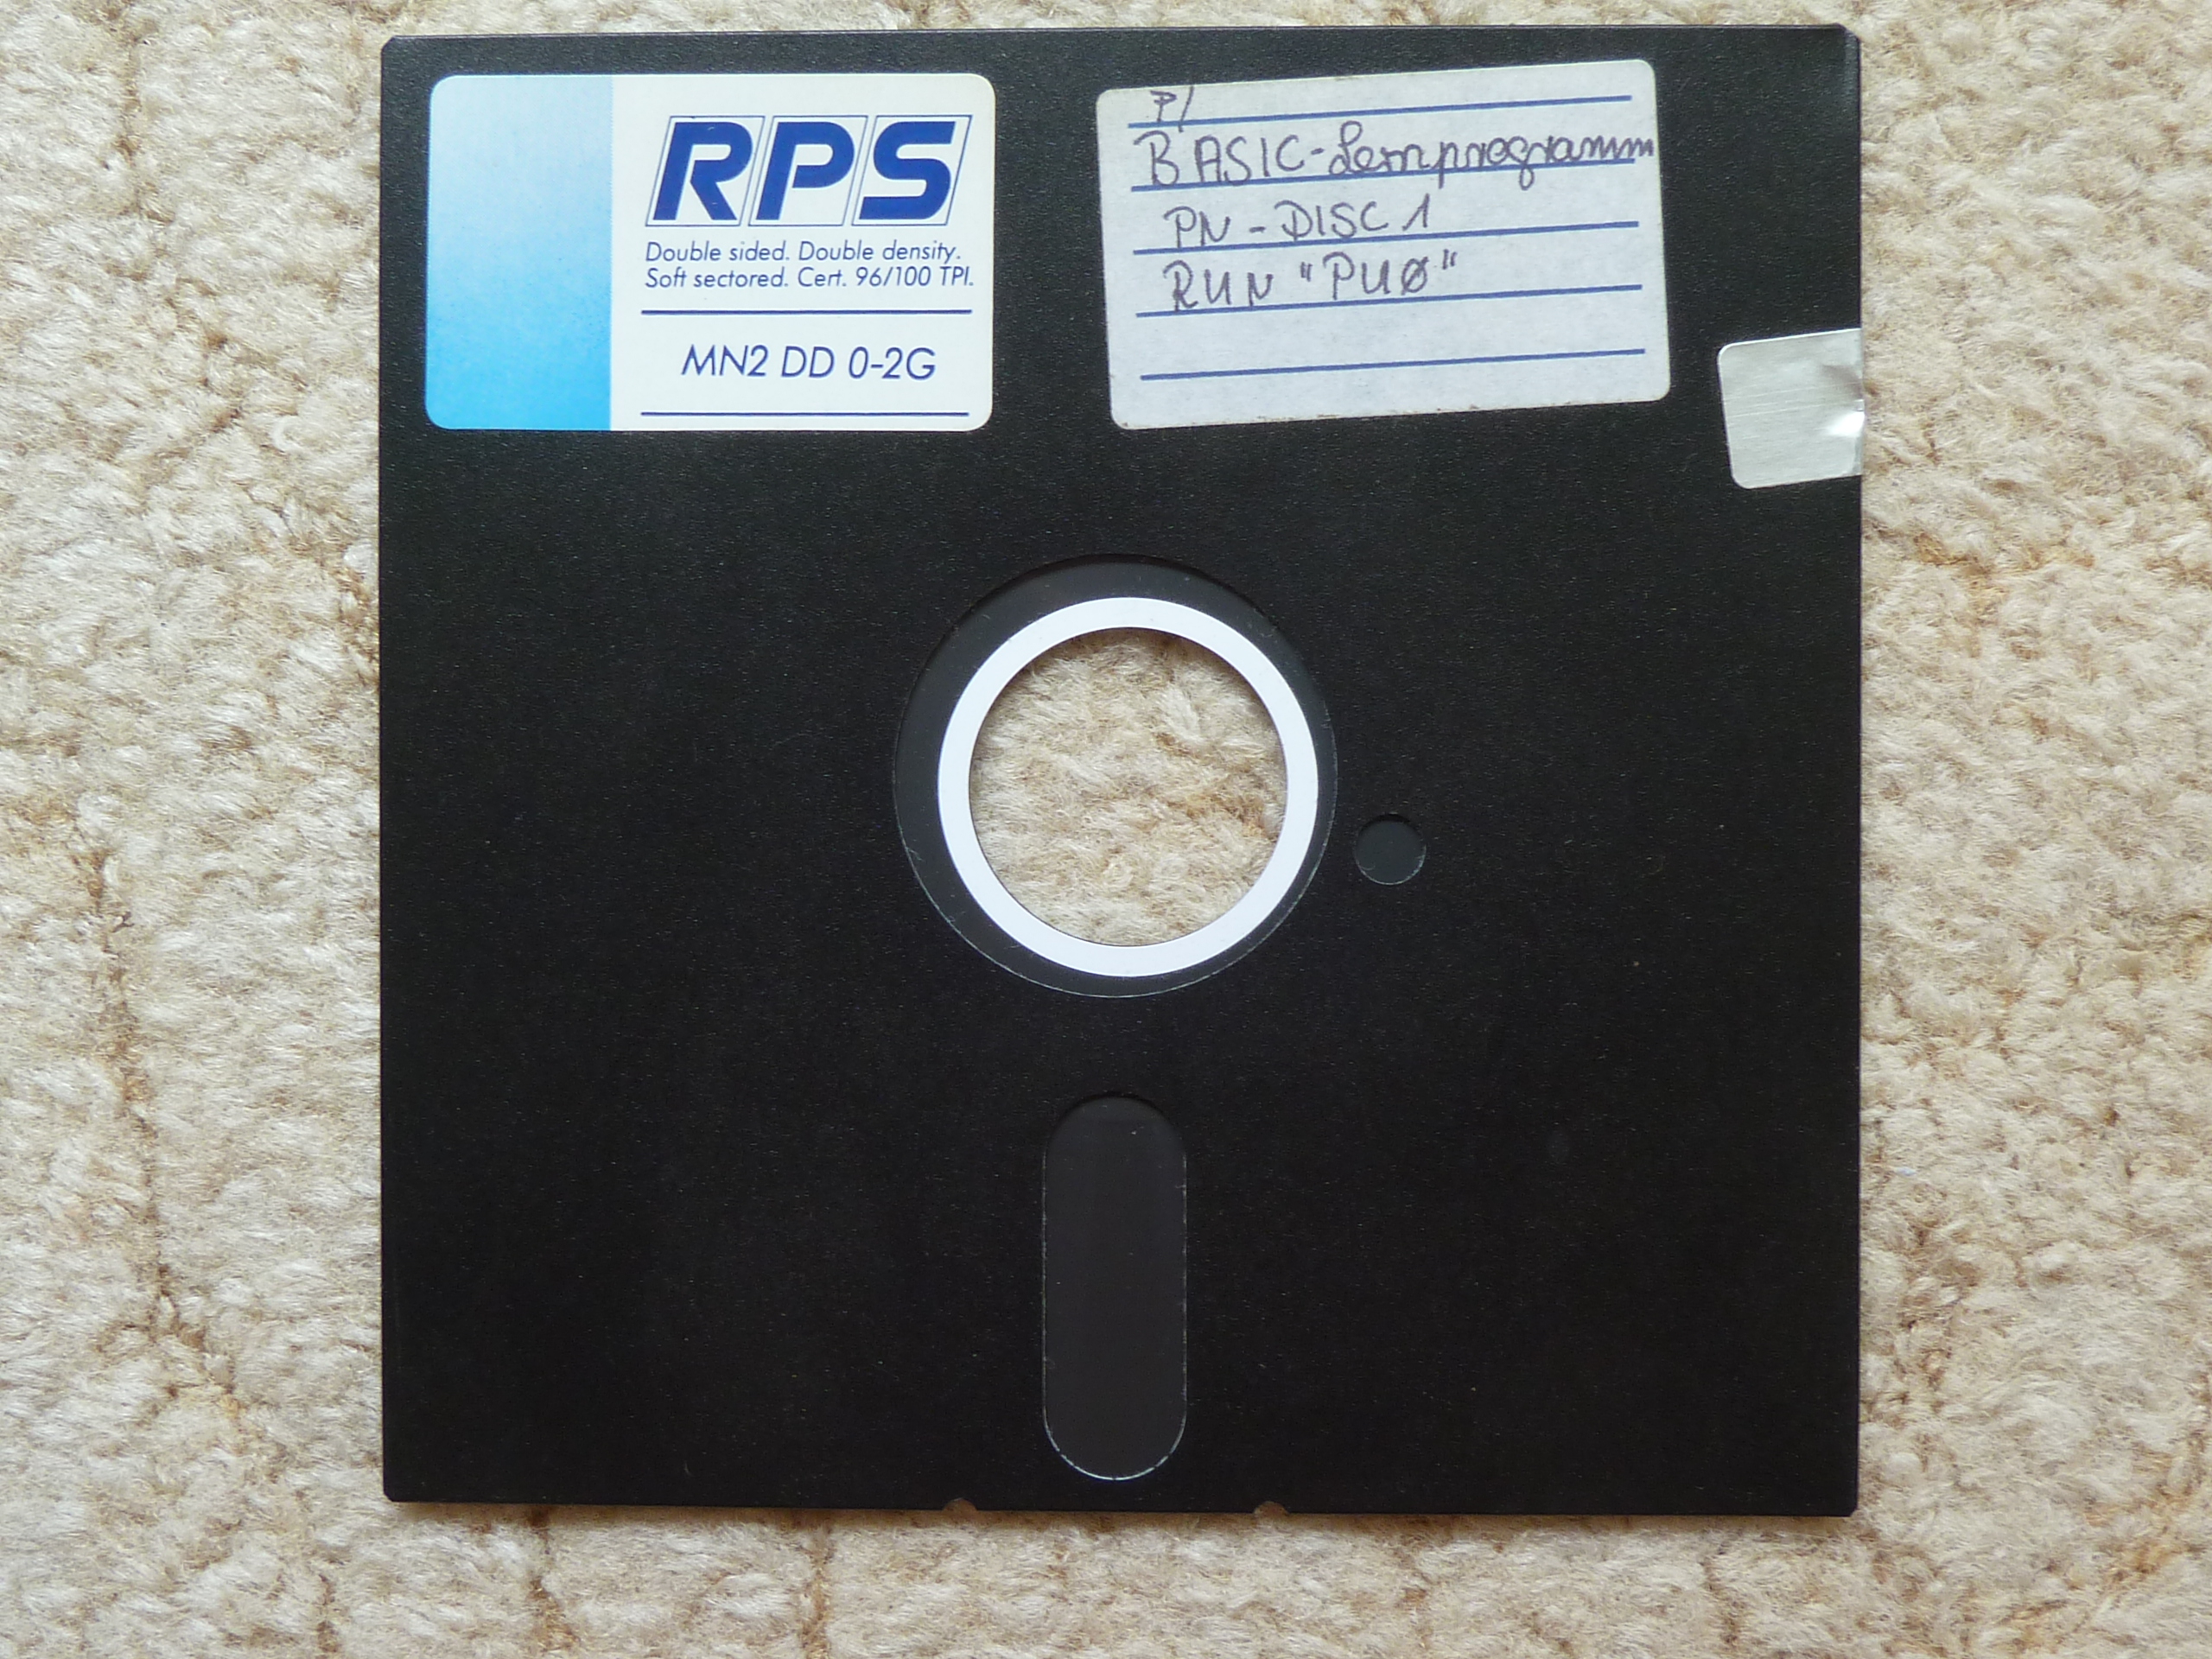 RPS
Double sided. Double density.
Soft sectored. Cert. 96/100 TPI.
MN2 DD 0-2G
P/
BASIC-Lernprogramm
PN-DISC 1
RUN "PU0"